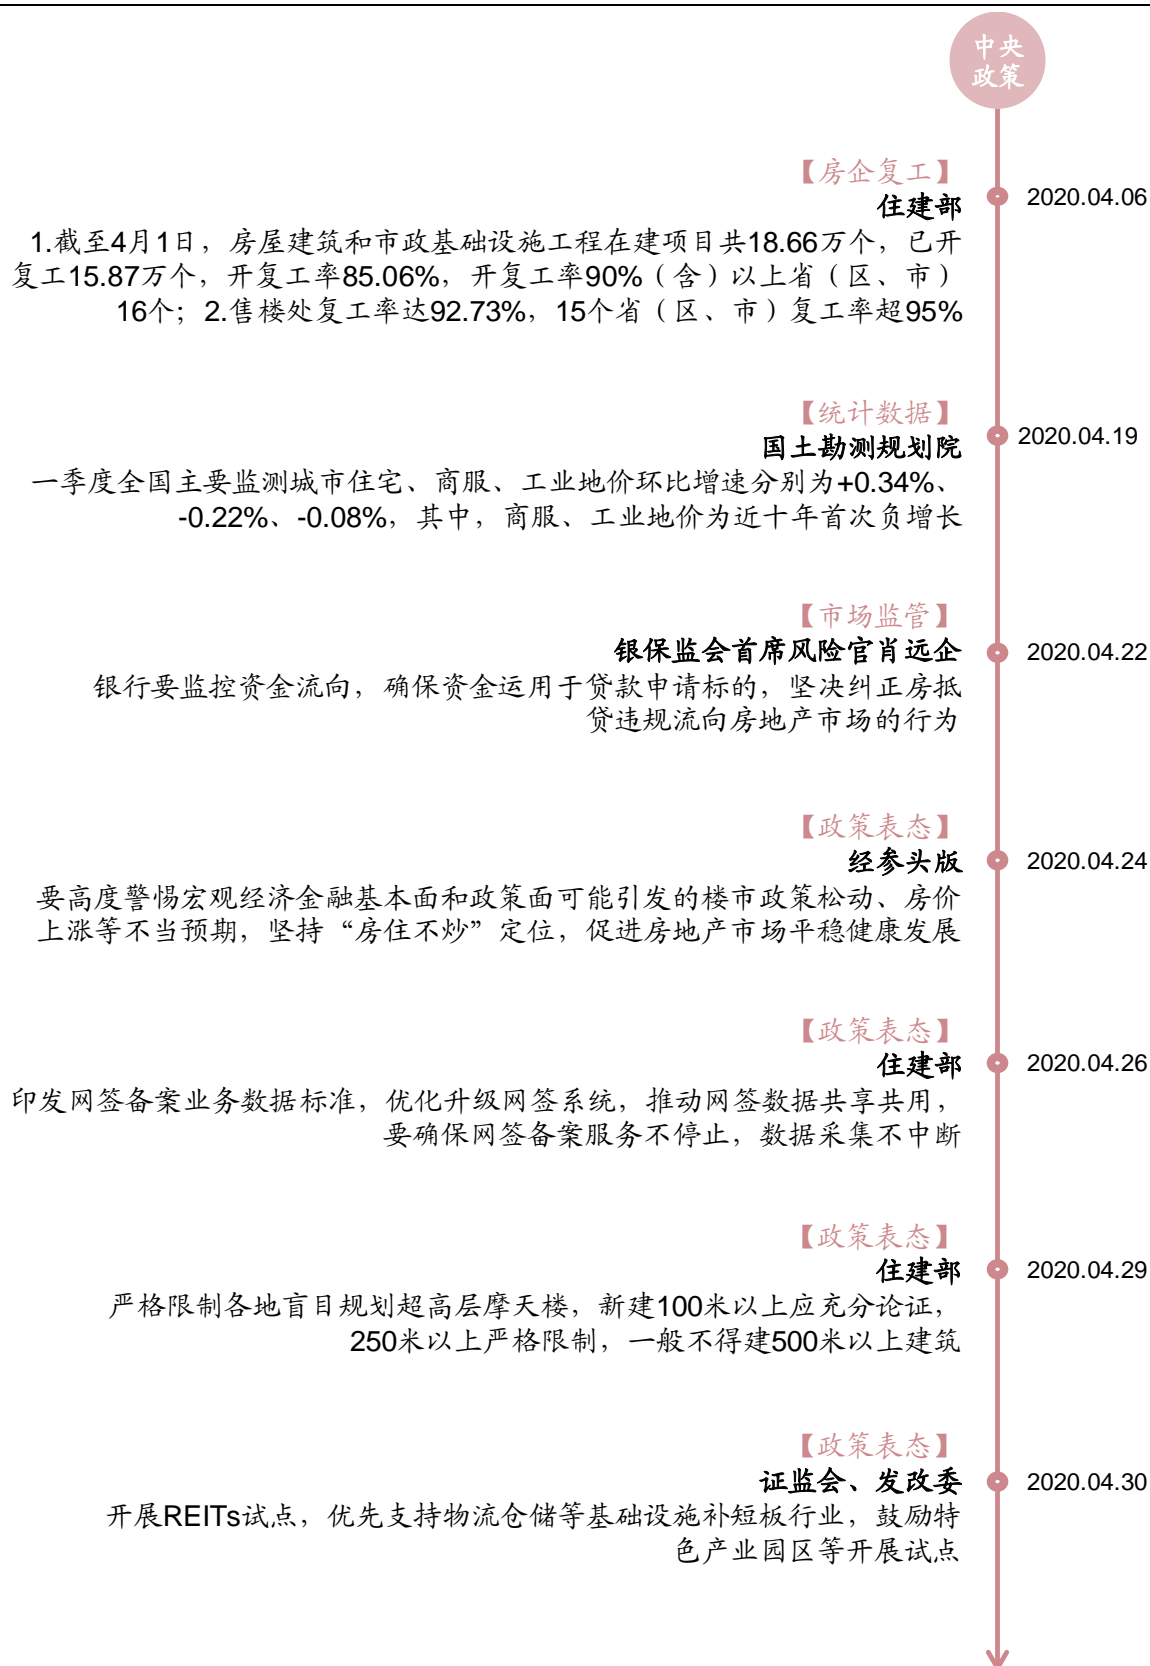 中央
政策
【房企复工】
住建部
2020.04.06
1.截至4月1日，房屋建筑和市政基础设施工程在建项目共18.66万个，已开
复工15.87万个，开复工率85.06%，开复工率90%（含）以上省（区、市）
16个；2.售楼处复工率达92.73%，15个省（区、市）复工率超95%
【统计数据】
国土勘测规划院
2020.04.19
一季度全国主要监测城市住宅、商服、工业地价环比增速分别为+0.34%、
-0.22%、-0.08%，其中，商服、工业地价为近十年首次负增长
【市场监管】
银保监会首席风险官肖远企
2020.04.22
银行要监控资金流向，确保资金运用于贷款申请标的，坚决纠正房抵
贷违规流向房地产市场的行为
【政策表态】
经参头版
2020.04.24
要高度警惕宏观经济金融基本面和政策面可能引发的楼市政策松动、房价
上涨等不当预期，坚持“房住不炒”定位，促进房地产市场平稳健康发展
【政策表态】
住建部
2020.04.26
印发网签备案业务数据标准，优化升级网签系统，推动网签数据共享共用，
要确保网签备案服务不停止，数据采集不中断
【政策表态】
住建部
2020.04.29
严格限制各地盲目规划超高层摩天楼，新建100米以上应充分论证，
250米以上严格限制，一般不得建500米以上建筑
【政策表态】
证监会、发改委
2020.04.30
开展REITs试点，优先支持物流仓储等基础设施补短板行业，鼓励特
色产业园区等开展试点